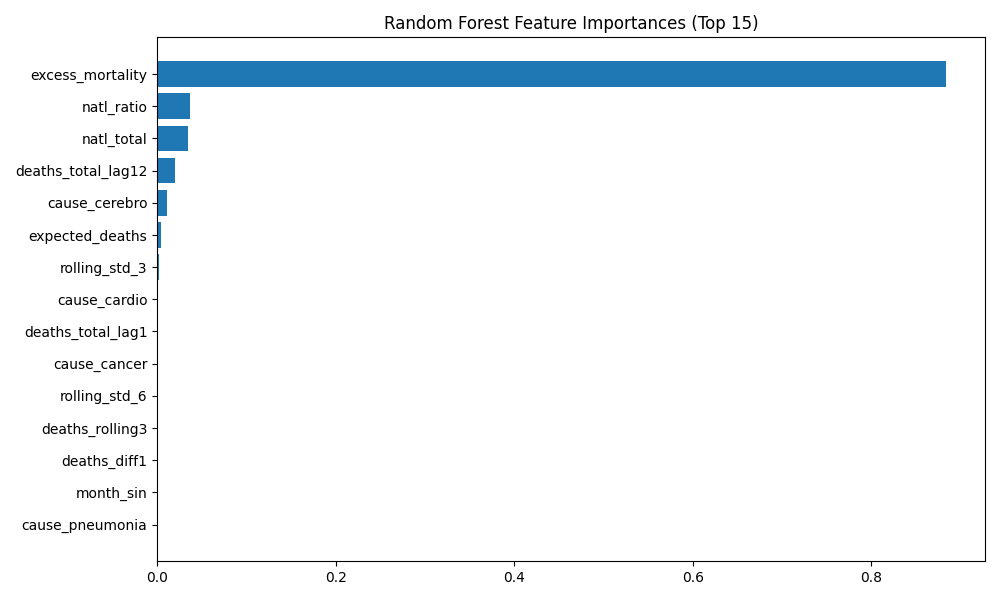 Random Forest Feature Importances (Top 15)
excess_mortality
natl_ratio
natl_total
deaths_total_lag12
cause_cerebro
expected_deaths
rolling_std_3
cause_cardio
deaths_total_lag1
cause_cancer
rolling_std_6
deaths_rolling3
deaths_diff1
month_sin
cause_pneumonia
0.0 0.2 0.4 0.6 0.8